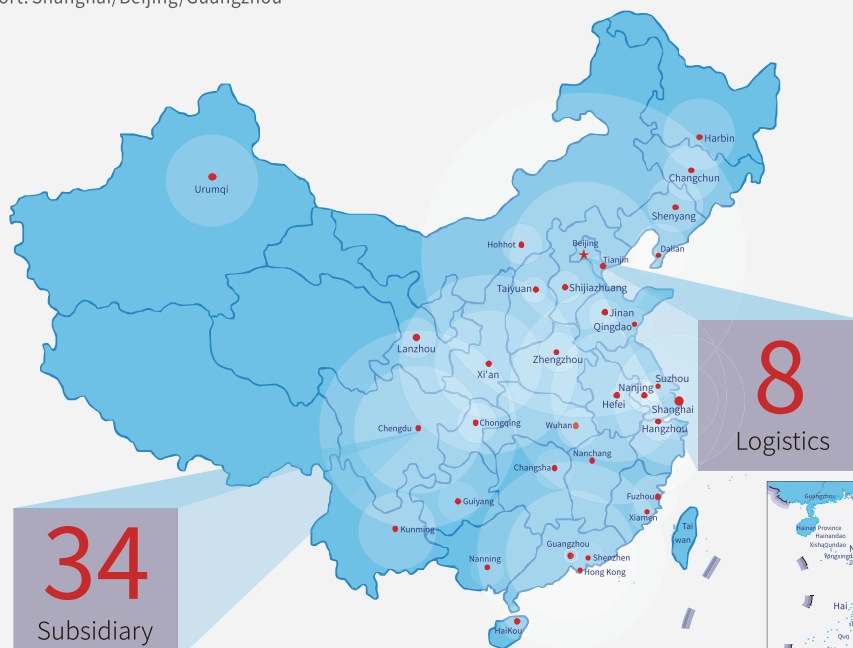 ort: Shanghai/Beijing/Guangzhou
Harbin
Urumqi
Changchun
Shenyang
Hohhot
Beijing
Dalian
Tianjin
Taiyuan
Shijiazhuang
Jinan
Qingdao
Lanzhou
Zhengzhou
Xi'an
Suzhou
Nanjing
Hefei
Shanghai
Chengdu
Chongqing
Wuhan
Hangzhou
Nanchang
Changsha
8
Logistics
Guiyang
Fuzhou
Xiamen
Kunming
Tai
wan
Guangzhou
Nanning
Shenzhen
Hong Kong
HaiKou
34
Subsidiary
Guangzhou
Hainan Province
Hainandao
XishaQundao
Hai